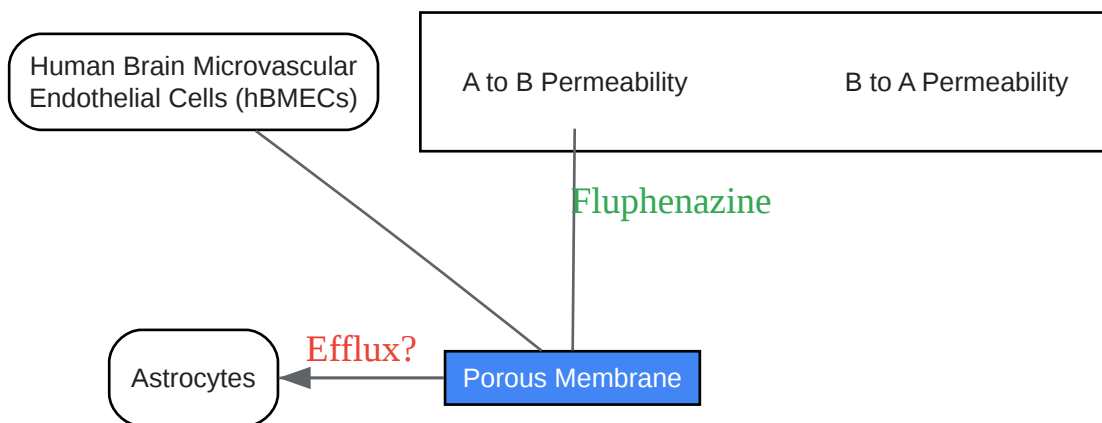 Human Brain Microvascular
Endothelial Cells (hBMECs)
A to B Permeability
B to A Permeability
Fluphenazine
Efflux?
Astrocytes
Porous Membrane